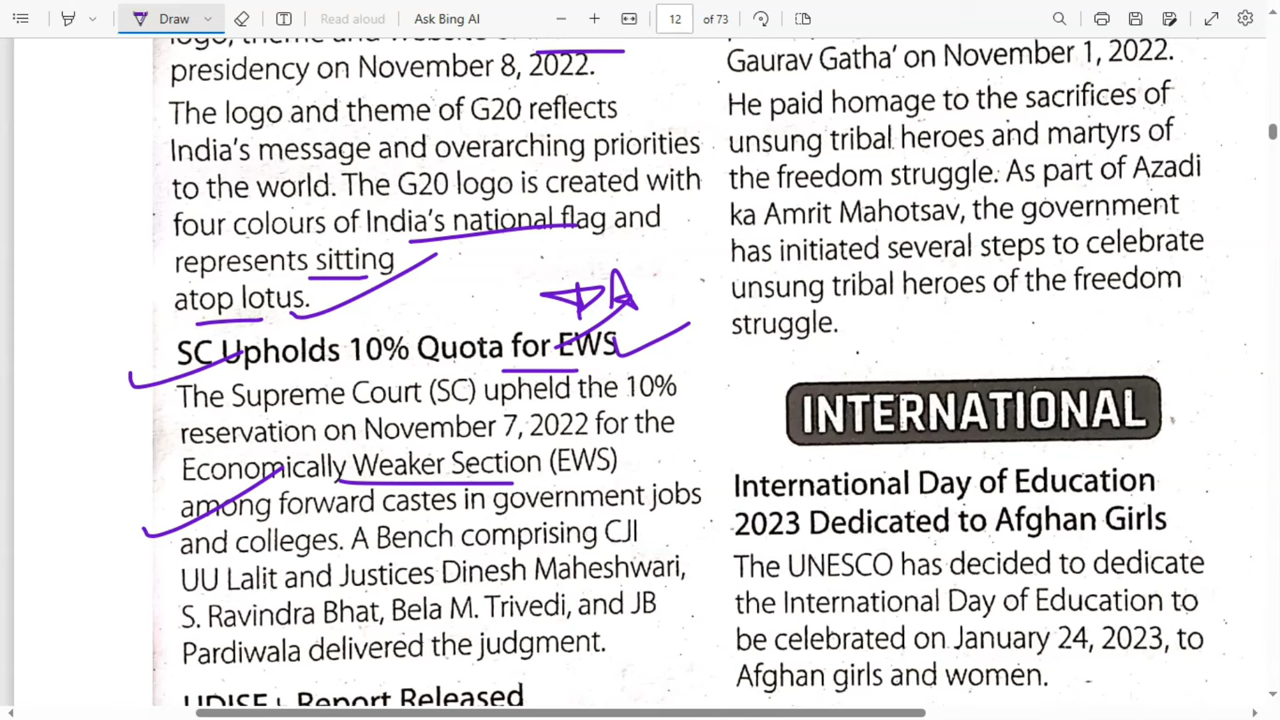 Draw
Read aloud
Ask Bing AI
12
of 73
presidency on November 8, 2022.
The logo and theme of G20 reflects
India's message and overarching priorities
to the world. The G20 logo is created with
four colours of India's national flag and
represents sitting
atop lotus.
SC Upholds 10% Quota for EWS
The Supreme Court (SC) upheld the 10%
reservation on November 7, 2022 for the
Economically Weaker Section (EWS)
among forward castes in government jobs
and colleges. A Bench comprising CJI
UU Lalit and Justices Dinesh Maheshwari,
S. Ravindra Bhat, Bela M. Trivedi, and JB
Pardiwala delivered the judgment.
UDISE+ Report Released
Gaurav Gatha' on November 1, 2022.
He paid homage to the sacrifices of
unsung tribal heroes and martyrs of
the freedom struggle. As part of Azadi
ka Amrit Mahotsav, the government
has initiated several steps to celebrate
unsung tribal heroes of the freedom
struggle.
INTERNATIONAL
International Day of Education
2023 Dedicated to Afghan Girls
The UNESCO has decided to dedicate
the International Day of Education to
be celebrated on January 24, 2023, to
Afghan girls and women.